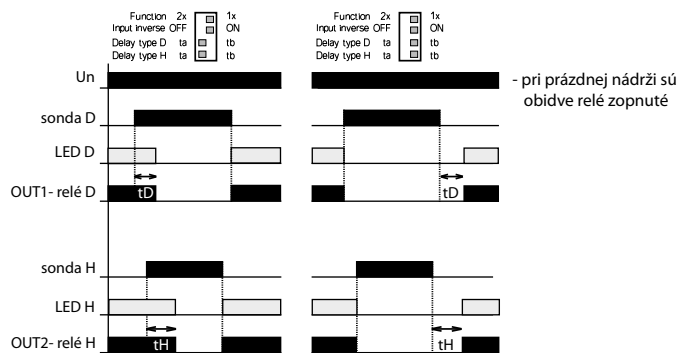 Function 2x 1x
Input inverse OFF ON
Delay type D ta tb
Delay type H ta tb
Function 2x 1x
Input inverse OFF ON
Delay type D ta tb
Delay type H ta tb
Un
- pri prázdnej nádrži sú
obidve relé zopnuté
sonda D
LED D
OUT1- relé D
tD
tD
sonda H
LED H
OUT2- relé H
tH
tH